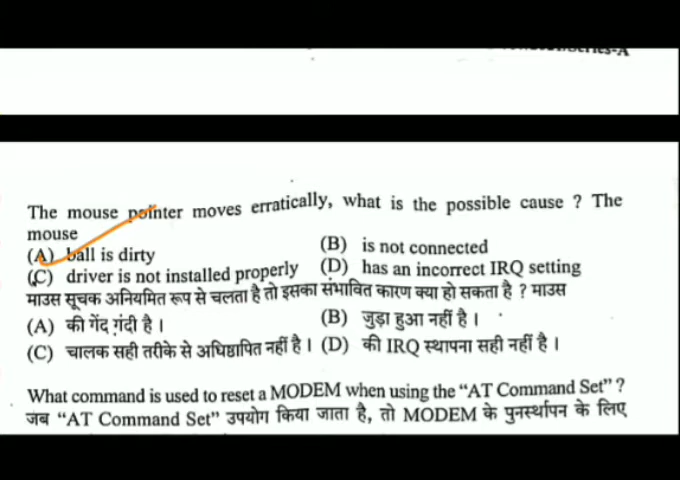 The mouse pointer moves erratically, what is the possible cause ? The
mouse
(A) ball is dirty (B) is not connected
(C) driver is not installed properly (D) has an incorrect IRQ setting
माउस सूचक अनियमित रूप से चलता है तो इसका संभावित कारण क्या हो सकता है ? माउस
(A) की गेंद गंदी है । (B) जुड़ा हुआ नहीं है ।
(C) चालक सही तरीके से अधिष्ठापित नहीं है । (D) की IRQ स्थापना सही नहीं है ।
What command is used to reset a MODEM when using the “AT Command Set” ?
जब “AT Command Set” उपयोग किया जाता है, तो MODEM के पुनर्स्थापन के लिए